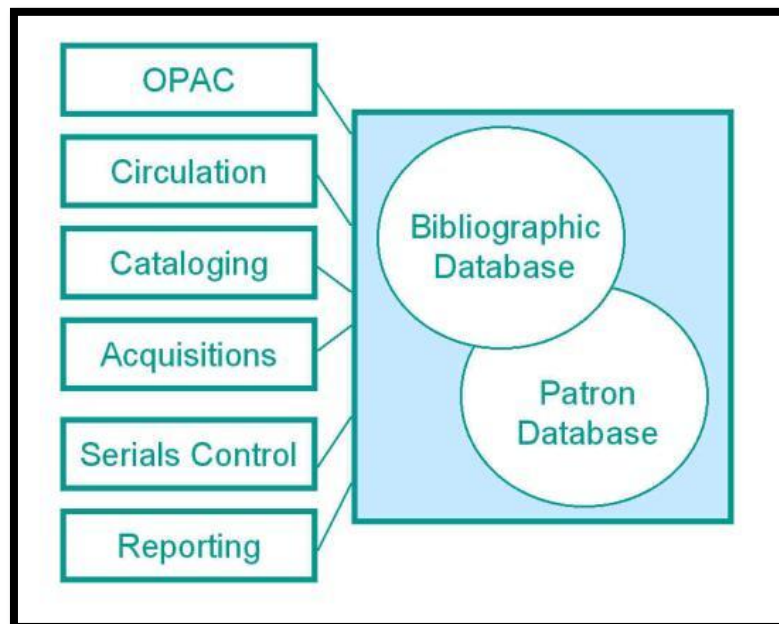 OPAC
Circulation
Cataloging
Acquisitions
Serials Control
Reporting
Bibliographic
Database
Patron
Database